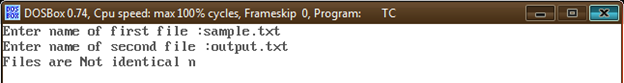 DOSBox 0.74, Cpu speed: max 100% cycles, Frameskip 0, Program: TC
Enter name of first file :sample.txt
Enter name of second file :output.txt
Files are Not identical n